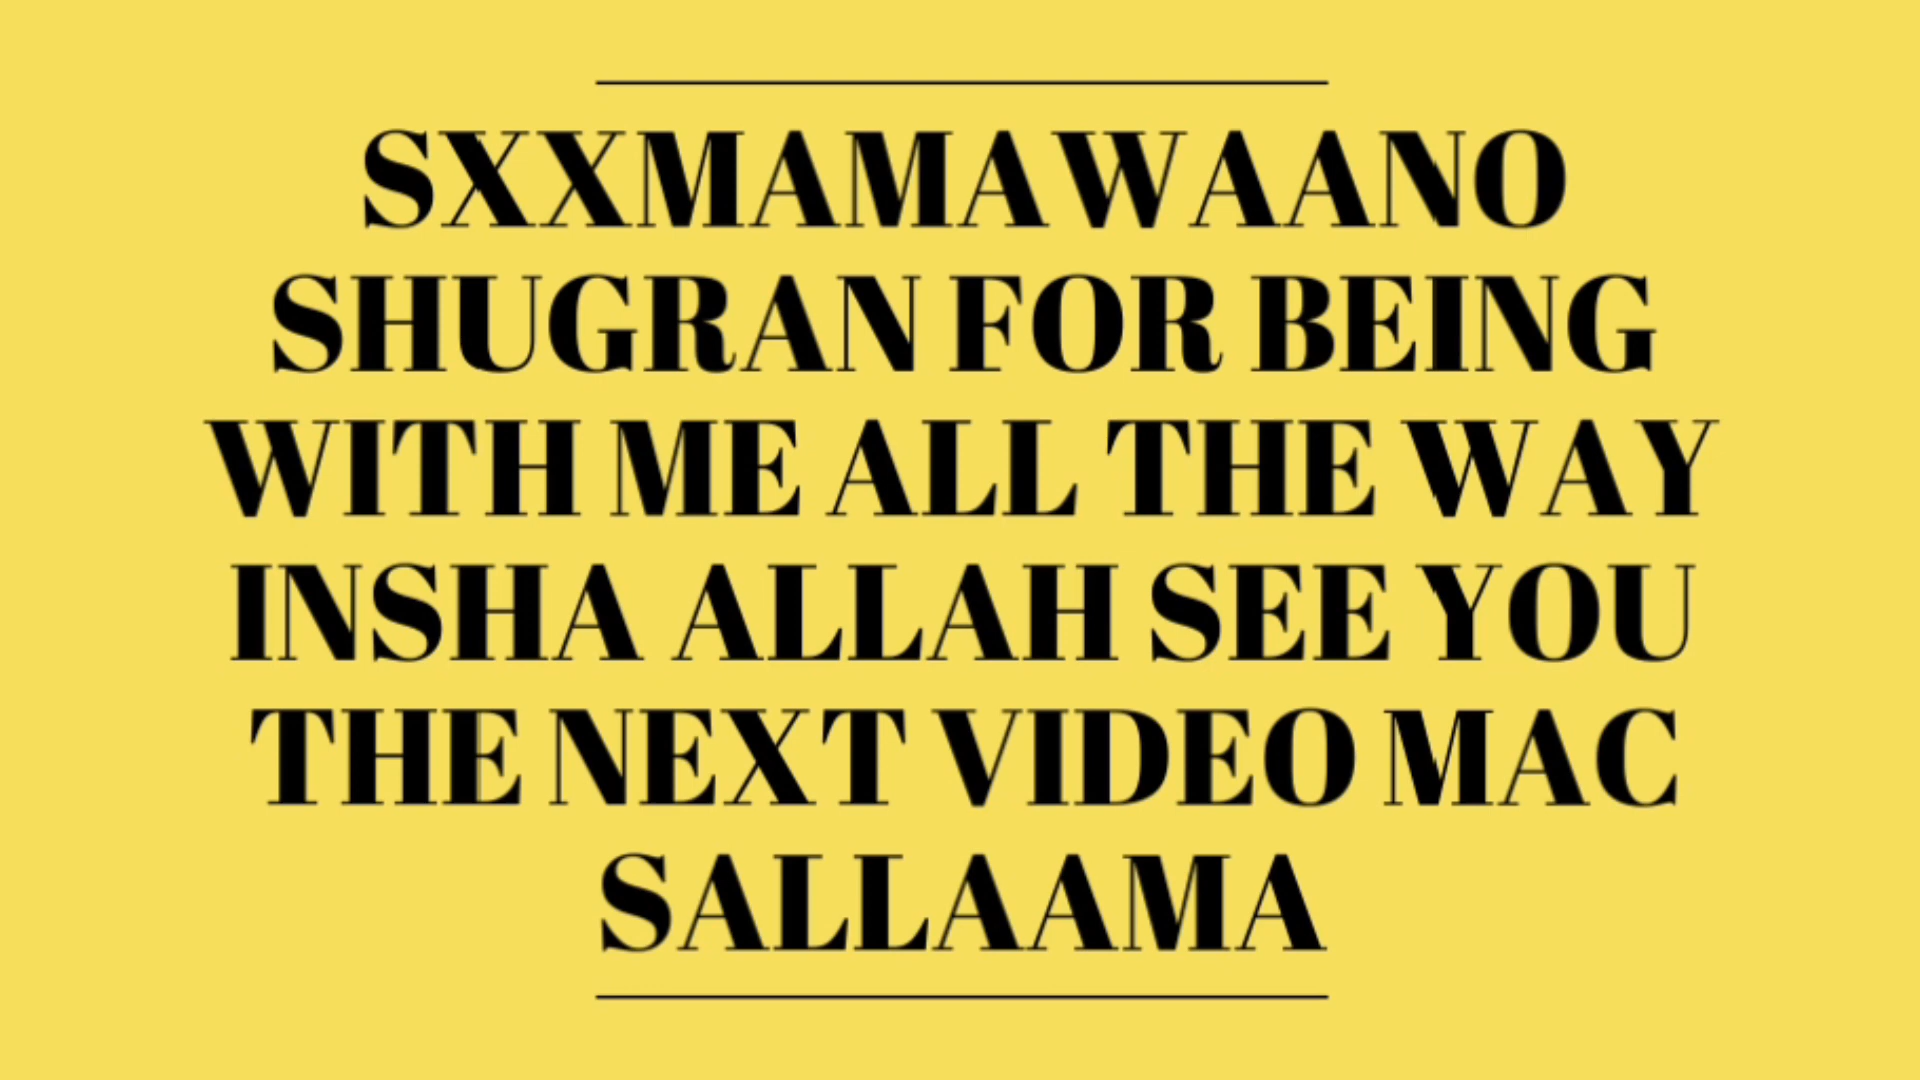 SXXMAMAWAANO
SHUGRAN FOR BEING
WITH ME ALL THE WAY
INSHA ALLAH SEE YOU
THE NEXT VIDEO MAC
SALLAAMA